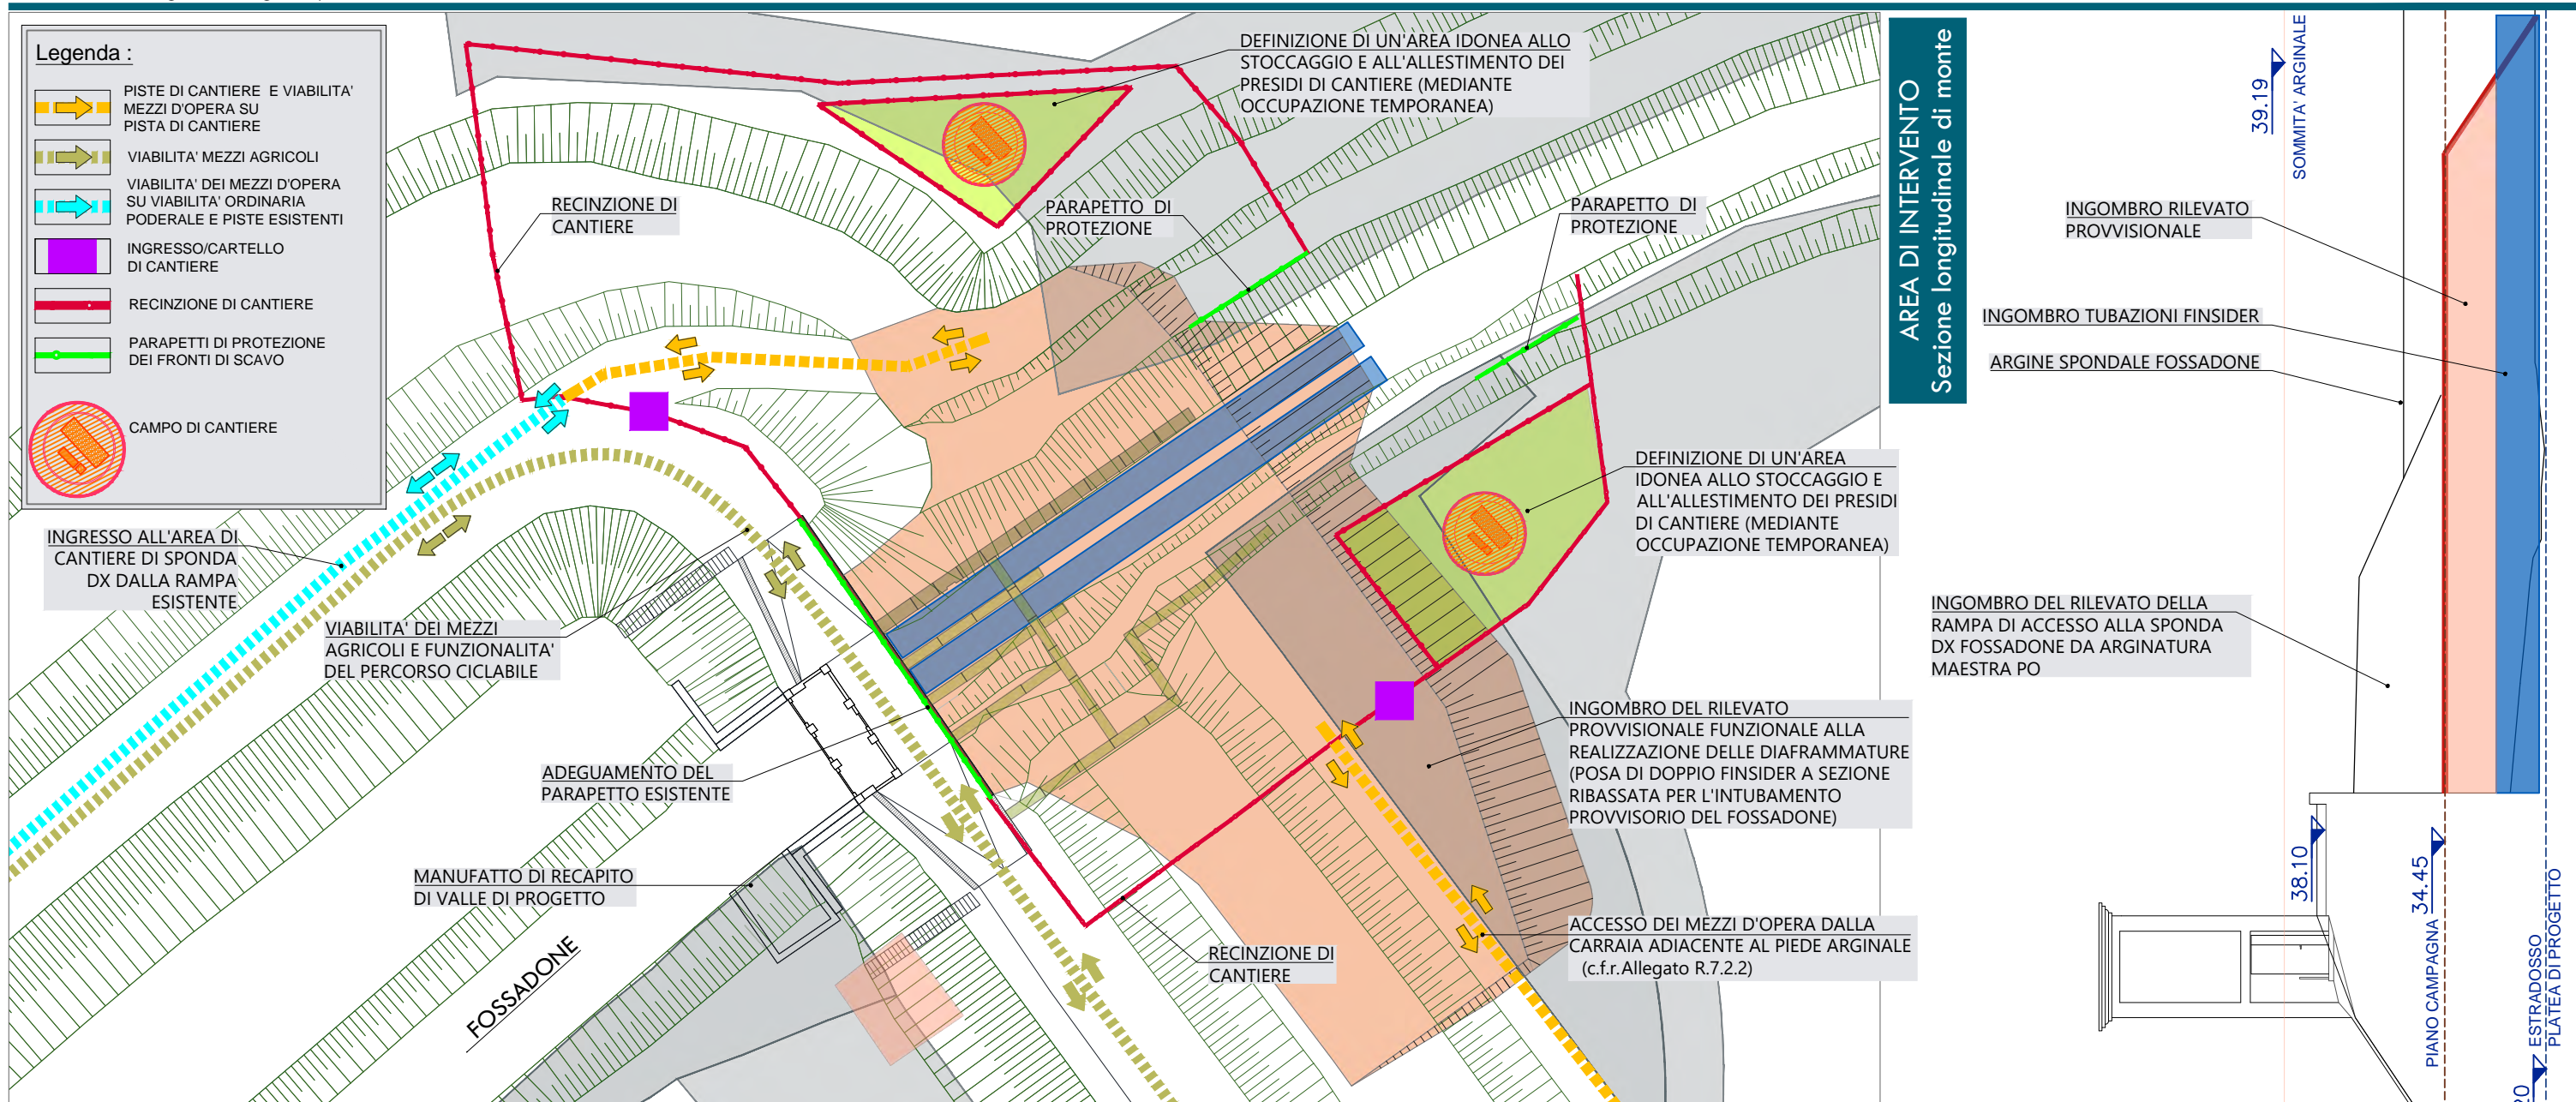 Legenda :
PISTE DI CANTIERE E VIABILITA'
MEZZI D'OPERA SU
PISTA DI CANTIERE
VIABILITA' MEZZI AGRICOLI
VIABILITA' DEI MEZZI D'OPERA
SU VIABILITA' ORDINARIA
PODERALE E PISTE ESISTENTI
INGRESSO/CARTELLO
DI CANTIERE
RECINZIONE DI CANTIERE
PARAPETTI DI PROTEZIONE
DEI FRONTI DI SCAVO
CAMPO DI CANTIERE
RECINZIONE DI
CANTIERE
DEFINIZIONE DI UN'AREA IDONEA ALLO
STOCCAGGIO E ALL'ALLESTIMENTO DEI
PRESIDI DI CANTIERE (MEDIANTE
OCCUPAZIONE TEMPORANEA)
PARAPETTO DI
PROTEZIONE
PARAPETTO DI
PROTEZIONE
DEFINIZIONE DI UN'AREA
IDONEA ALLO STOCCAGGIO E
ALL'ALLESTIMENTO DEI PRESIDI
DI CANTIERE (MEDIANTE
OCCUPAZIONE TEMPORANEA)
INGRESSO ALL'AREA DI
CANTIERE DI SPONDA
DX DALLA RAMPA
ESISTENTE
VIABILITA' DEI MEZZI
AGRICOLI E FUNZIONALITA'
DEL PERCORSO CICLABILE
ADEGUAMENTO DEL
PARAPETTO ESISTENTE
MANUFATTO DI RECAPITO
DI VALLE DI PROGETTO
FOSSADONE
RECINZIONE DI
CANTIERE
INGOMBRO DEL RILEVATO
PROVVISIONALE FUNZIONALE ALLA
REALIZZAZIONE DELLE DIAFRAMMATURE
(POSA DI DOPPIO FINSIDER A SEZIONE
RIBASSATA PER L'INTUBAMENTO
PROVVISORIO DEL FOSSADONE)
ACCESSO DEI MEZZI D'OPERA DALLA
CARRAIA ADIACENTE AL PIEDE ARGINALE
(c.f.r.Allegato R.7.2.2)
AREA DI INTERVENTO
Sezione longitudinale di monte
39.19
SOMMITA' ARGINALE
INGOMBRO RILEVATO
PROVVISIONALE
INGOMBRO TUBAZIONI FINSIDER
ARGINE SPONDALE FOSSADONE
INGOMBRO DEL RILEVATO DELLA
RAMPA DI ACCESSO ALLA SPONDA
DX FOSSADONE DA ARGINATURA
MAESTRA PO
38.10
34.45
PIANO CAMPAGNA
ESTRADOSSO
PLATEA DI PROGETTO